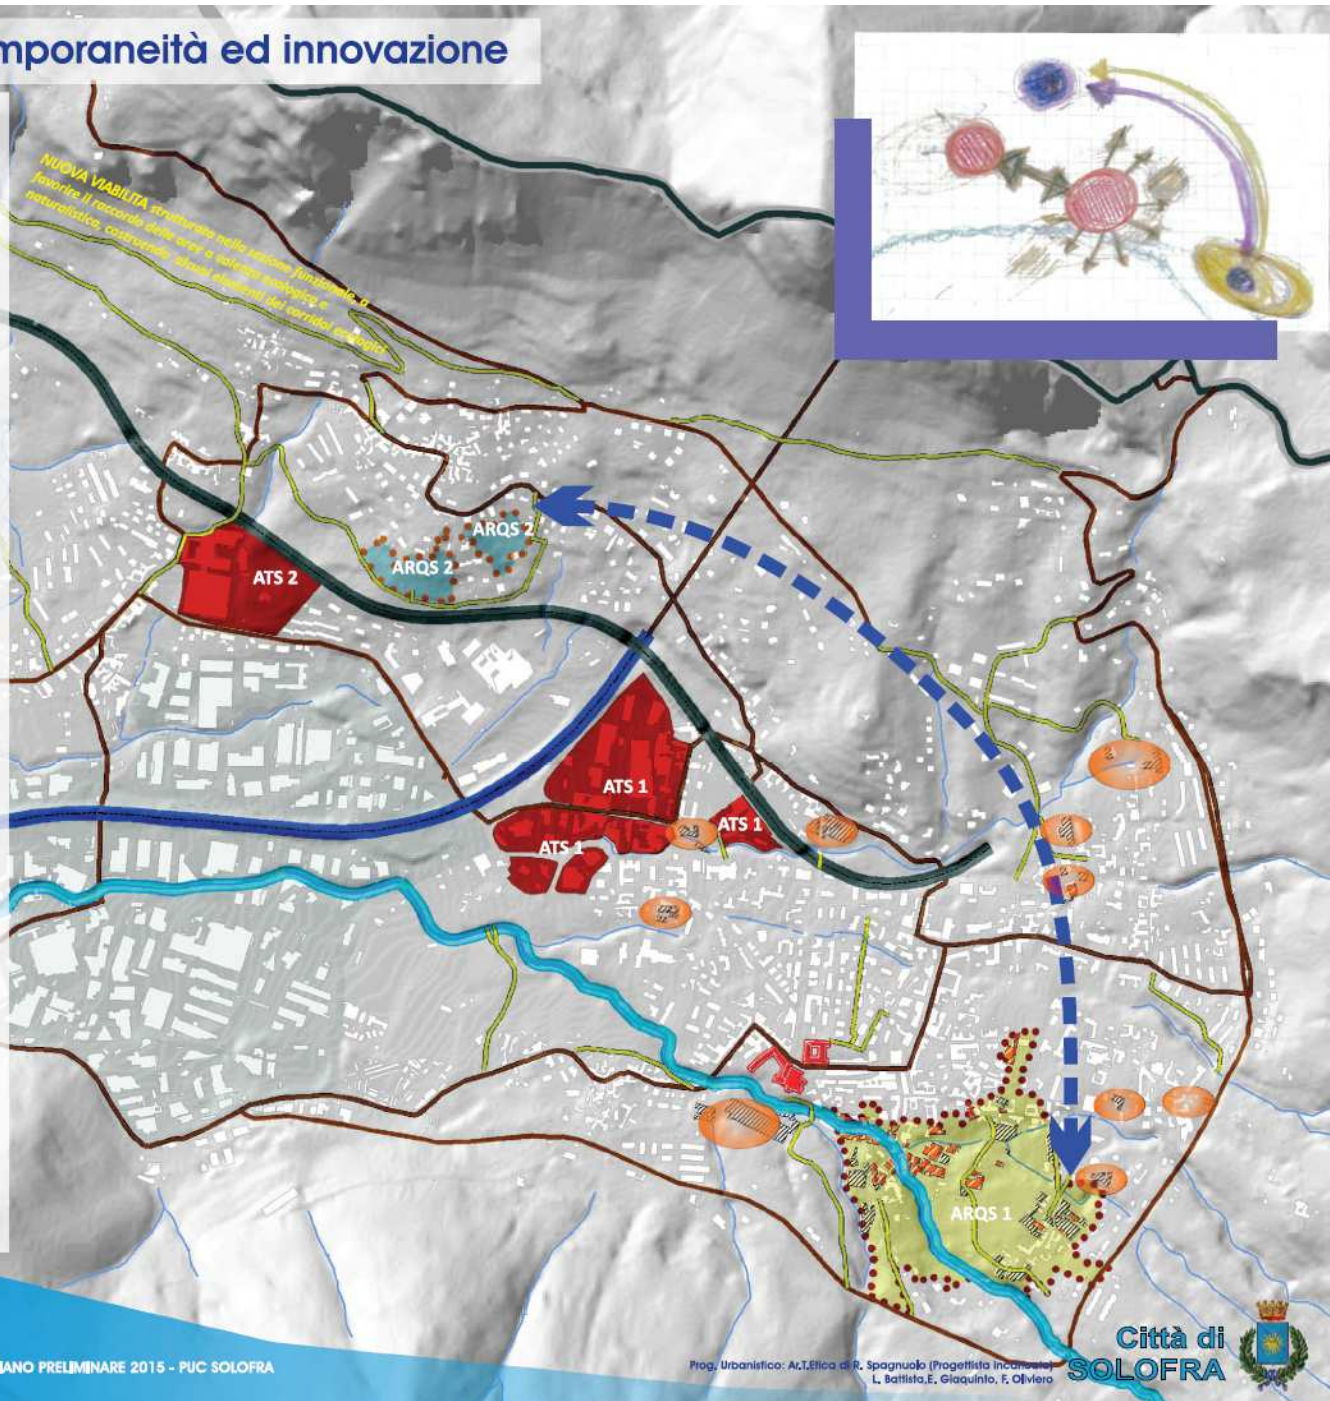 mporaneità ed innovazione
NUOVA VIABILITA strutturata nella sezione funzionale, a
favorire il raccordo delle aree a valenza ecologica e
naturalistica, costruendo alcuni elementi dei corridoi ecologici
ARQS 2
ARQS 2
ATS 2
ATS 1
ATS 1
ATS 1
ARQS 1
IANO PRELIMINARE 2015 - PUC SOLOFRA
Prog. Urbanistico: Ar.T.Etica di R. Spagnuolo (Progettista incaricato)
L. Battista, E. Giaquinto, F. Oliviero
Città di
SOLOFRA